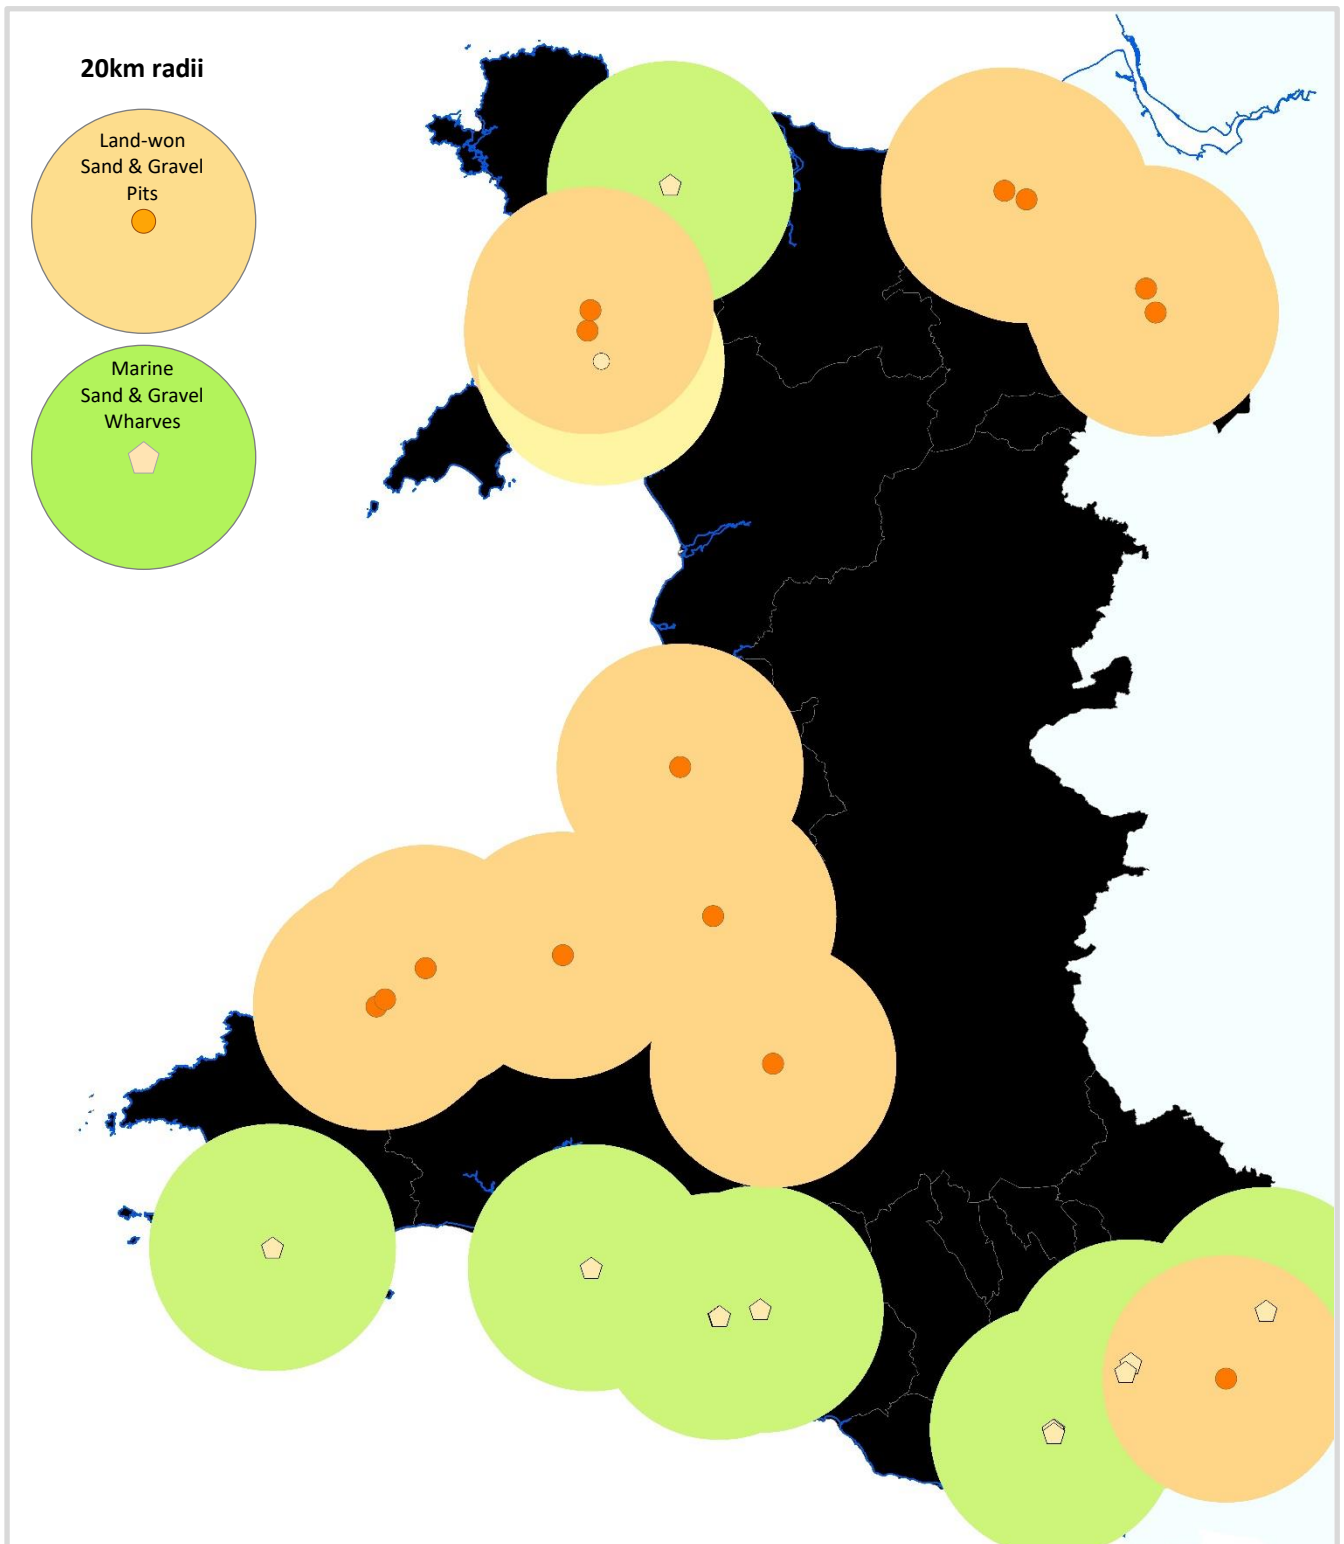 20km radii
Land-won
Sand & Gravel
Pits
Marine
Sand & Gravel
Wharves